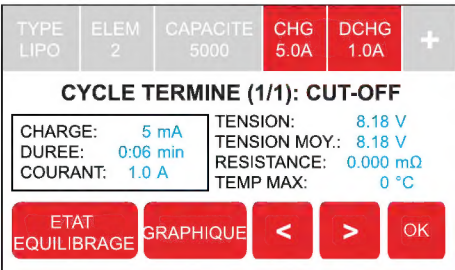 TYPE ELEM CAPACITE CHG DCHG +
LIPO 2 5000 5.0A 1.0A
CYCLE TERMINE (1/1): CUT-OFF
CHARGE: 5 mA
DUREE: 0:06 min
COURANT: 1.0 A
TENSION: 8.18 V
TENSION MOY.: 8.18 V
RESISTANCE: 0.000 mΩ
TEMP MAX: 0 °C
ETAT
EQUILIBRAGE
GRAPHIQUE
<
>
OK